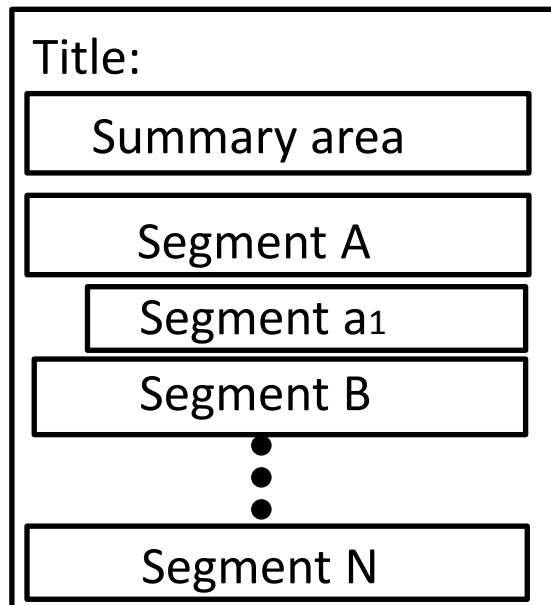 Title:
Summary area
Segment A
Segment a1
Segment B
Segment N